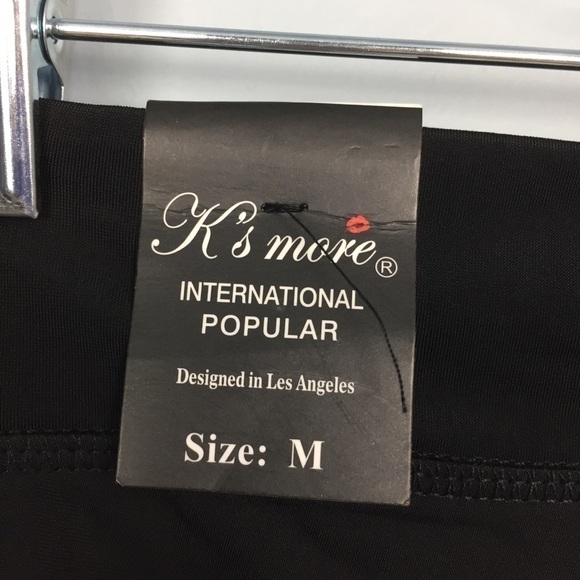 K's more®
INTERNATIONAL
POPULAR
Designed in Les Angeles
Size: M